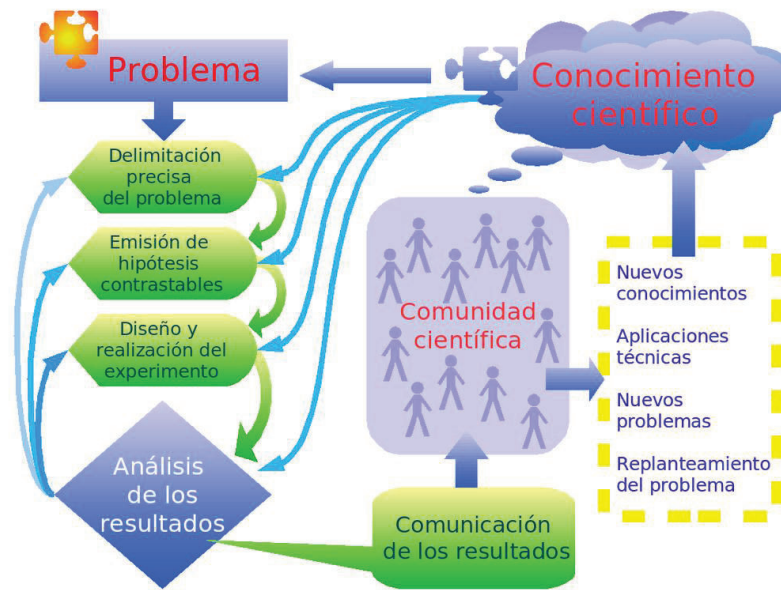 Problema
Conocimiento
científico
Delimitación
precisa
del problema
Emisión de
hipótesis
contrastables
Diseño y
realización del
experimento
Análisis
de los
resultados
Comunicación
de los resultados
Comunidad
científica
Nuevos
conocimientos
Aplicaciones
técnicas
Nuevos
problemas
Replanteamiento
del problema